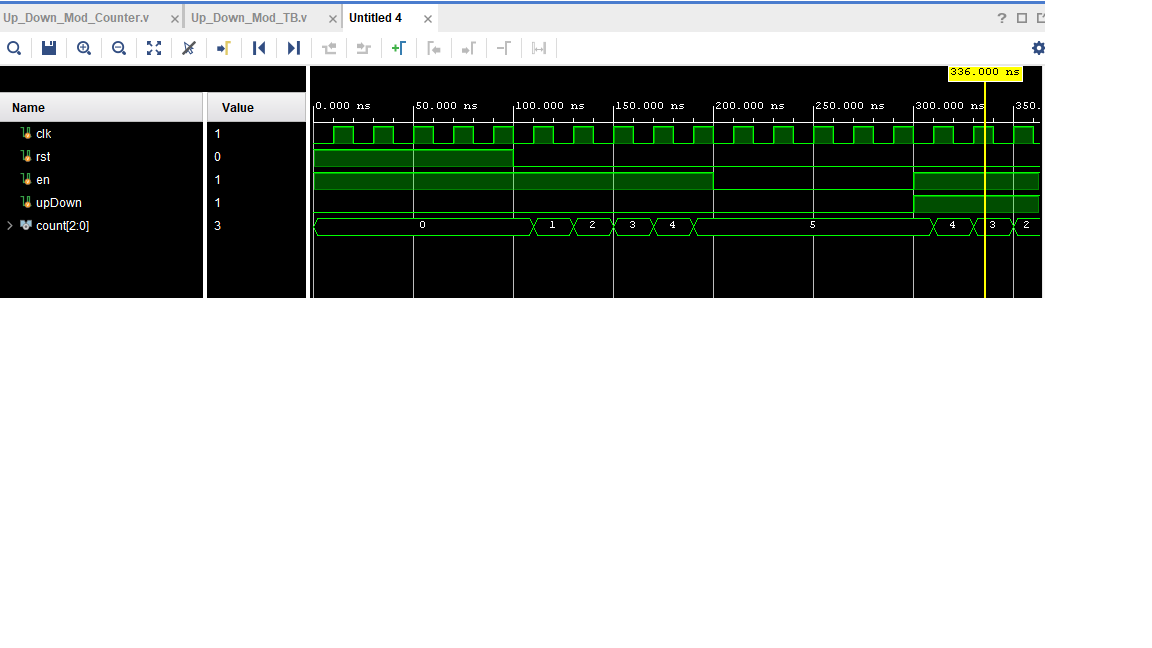 Up_Down_Mod_Counter.v × Up_Down_Mod_TB.v × Untitled 4 × ?
336.000 ns
Name Value
0.000 ns 50.000 ns 100.000 ns 150.000 ns 200.000 ns 250.000 ns 300.000 ns 350.
clk 1
rst 0
en 1
upDown 1
count[2:0] 3 0 1 2 3 4 5 4 3 2